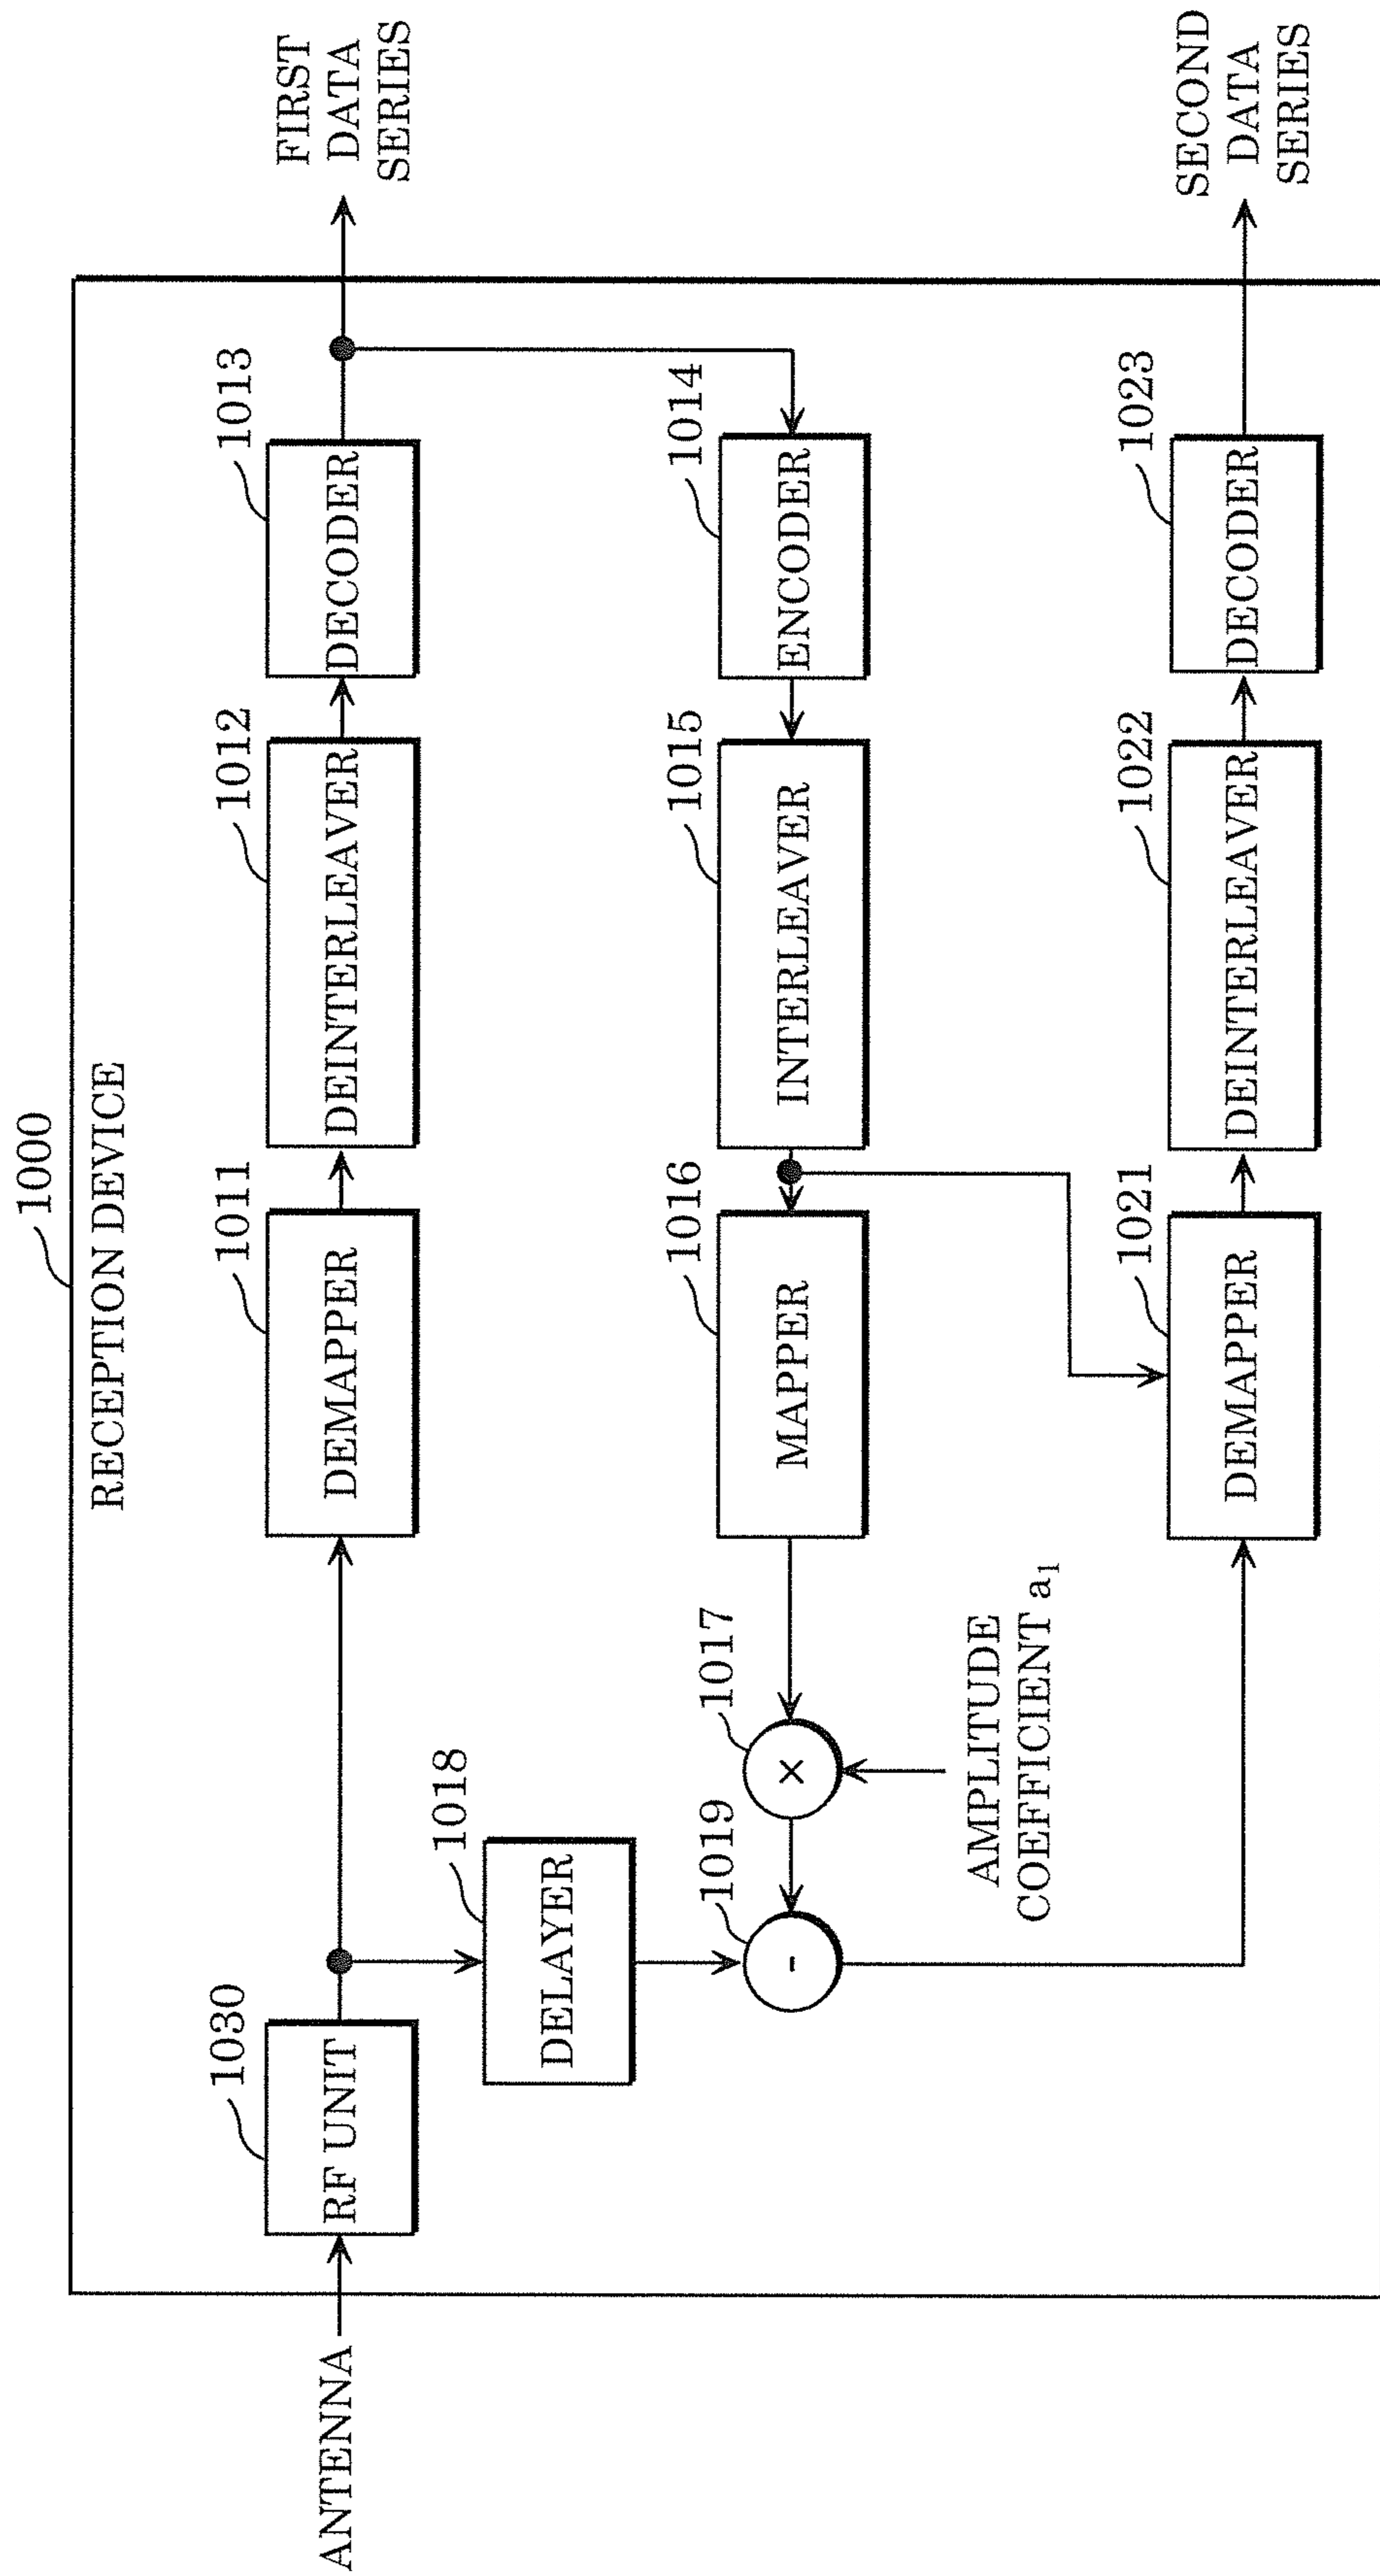 1000
RECEPTION DEVICE
ANTENNA
1030
RF UNIT
1011
DEMAPPER
1012
DEINTERLEAVER
1013
DECODER
FIRST
DATA
SERIES
1018
DELAYER
1019
-
1017
×
AMPLITUDE
COEFFICIENT a₁
1016
MAPPER
1015
INTERLEAVER
1014
ENCODER
1021
DEMAPPER
1022
DEINTERLEAVER
1023
DECODER
SECOND
DATA
SERIES